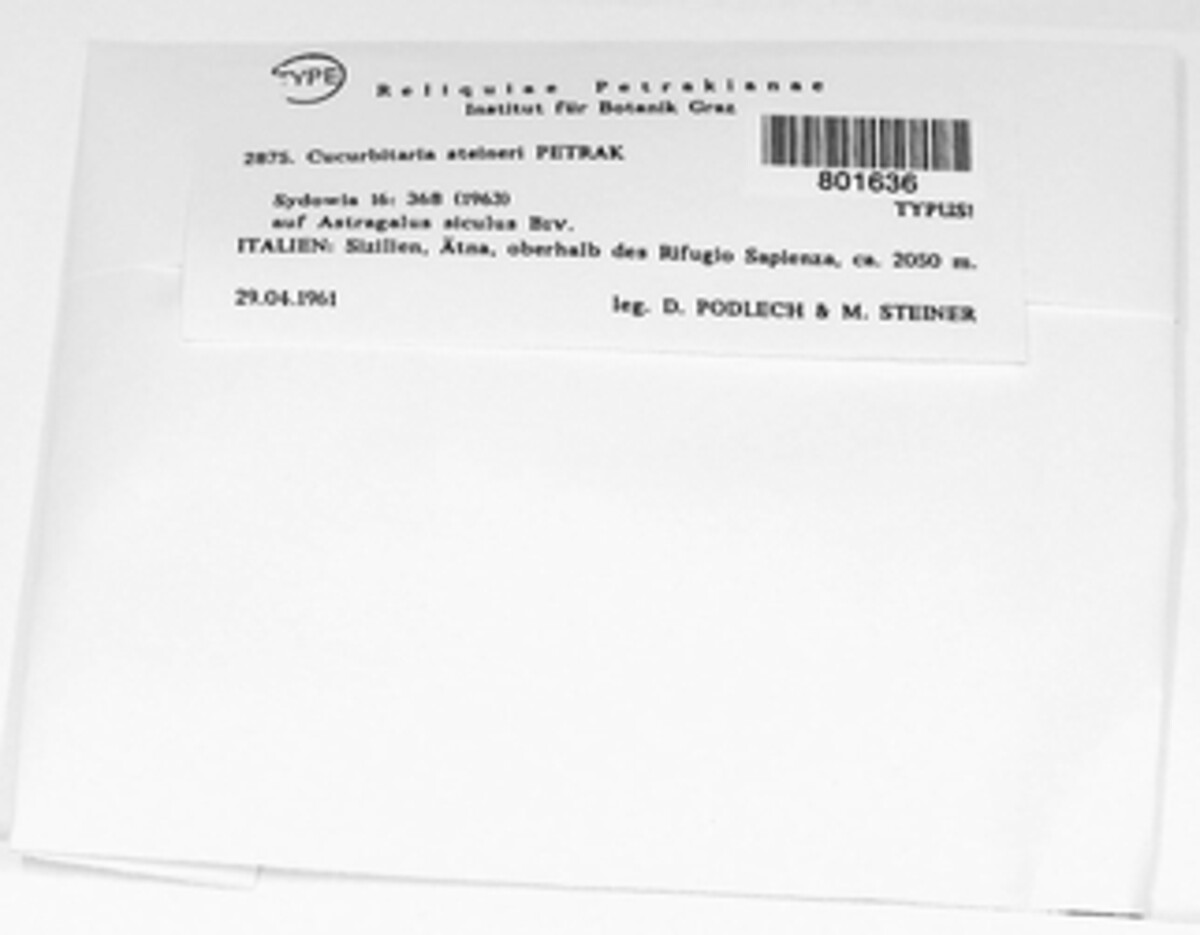 TYPE
Reliquiae Petrakianae
Institut für Botanik Graz
2875. Cucurbitaria steineri PETRAK
801636
Sydowia 16: 368 (1963)
TYPUS!
auf Astragalus siculus Biv.
ITALIEN: Sizilien, Ätna, oberhalb des Rifugio Sapienza, ca. 2050 m.
29.04.1961
leg. D. PODLECH & M. STEINER